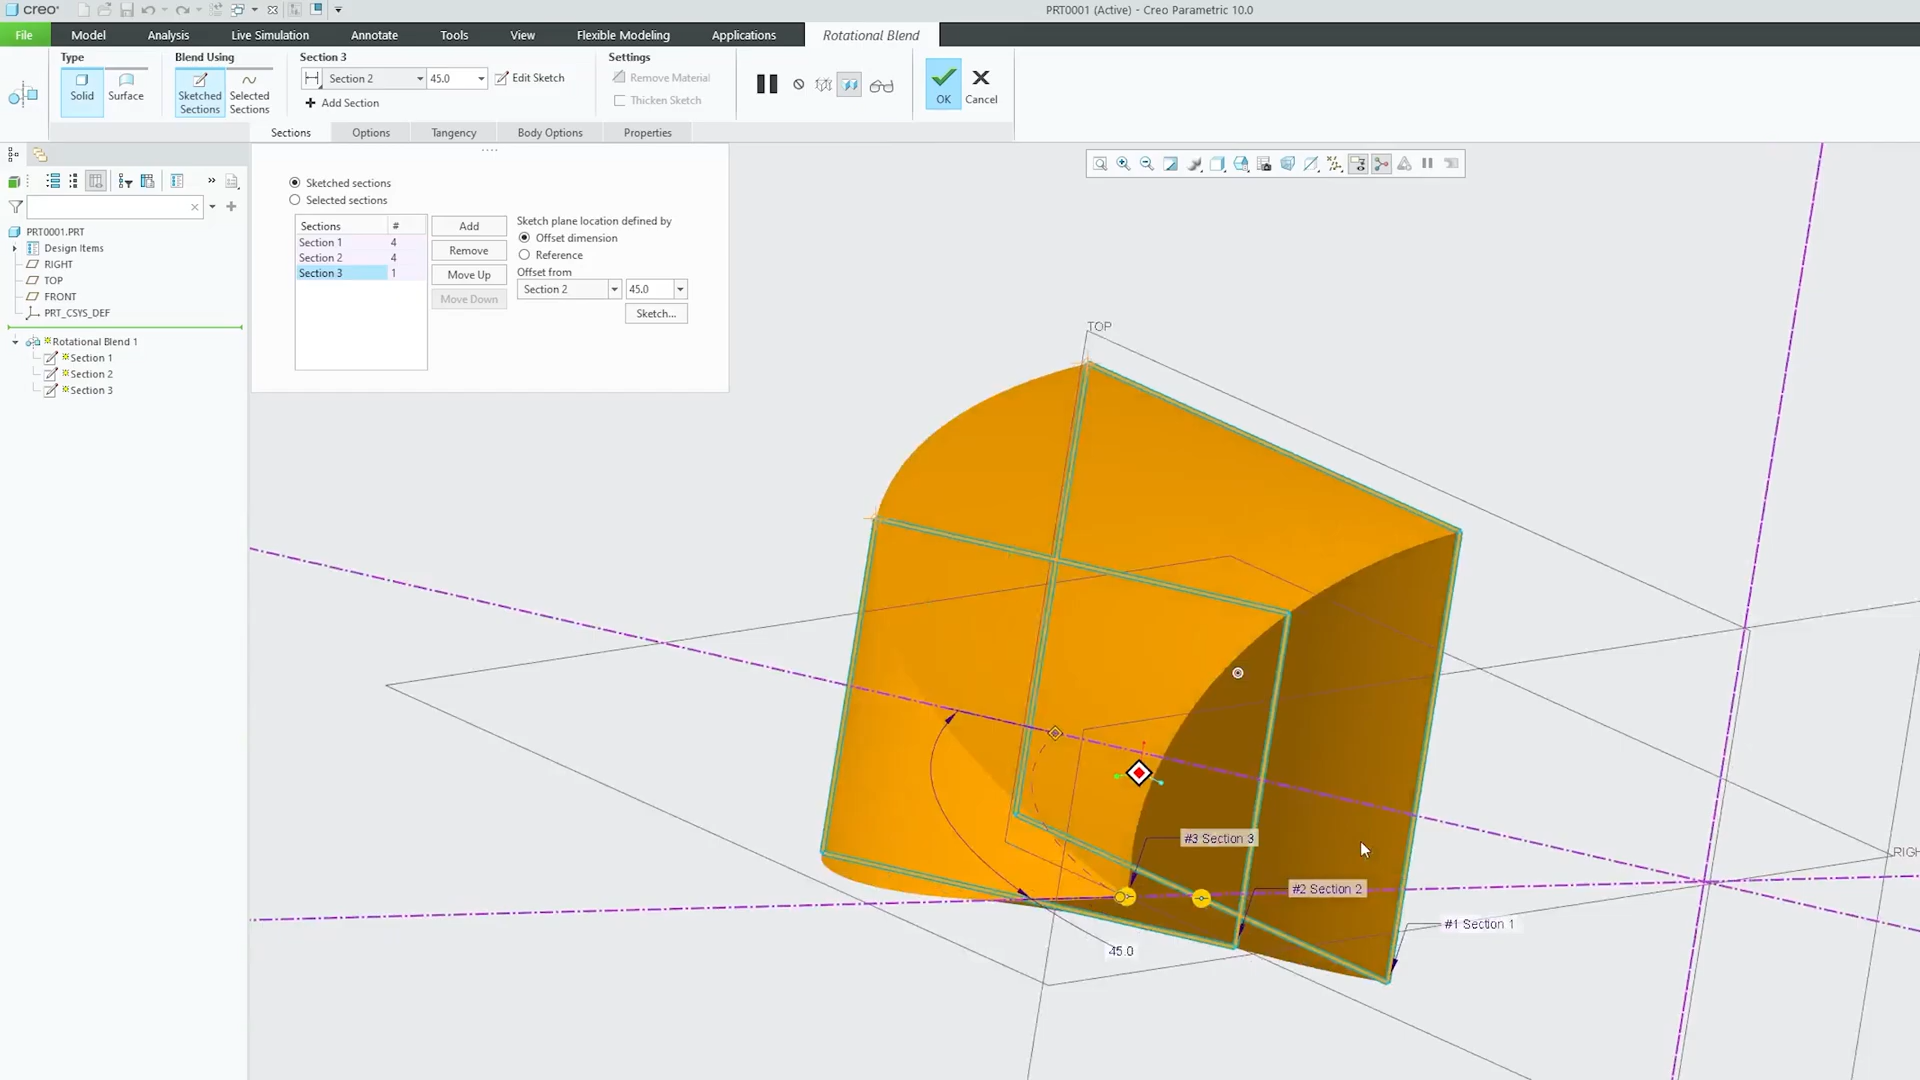 creo
PRT0001 (Active) - Creo Parametric 10.0
File
Model
Analysis
Live Simulation
Annotate
Tools
View
Flexible Modeling
Applications
Rotational Blend
Type
Blend Using
Section 3
Settings
Solid
Surface
Sketched Sections
Selected Sections
Section 2
45.0
Edit Sketch
Add Section
Remove Material
Thicken Sketch
OK
Cancel
Sections
Options
Tangency
Body Options
Properties
Sketched sections
Selected sections
Sections #
Section 1 4
Section 2 4
Section 3 1
Add
Remove
Move Up
Move Down
Sketch plane location defined by
Offset dimension
Reference
Offset from
Section 2
45.0
Sketch...
PRT0001.PRT
Design Items
RIGHT
TOP
FRONT
PRT_CSYS_DEF
Rotational Blend 1
Section 1
Section 2
Section 3
TOP
#3 Section 3
#2 Section 2
#1 Section 1
45.0
RIGH